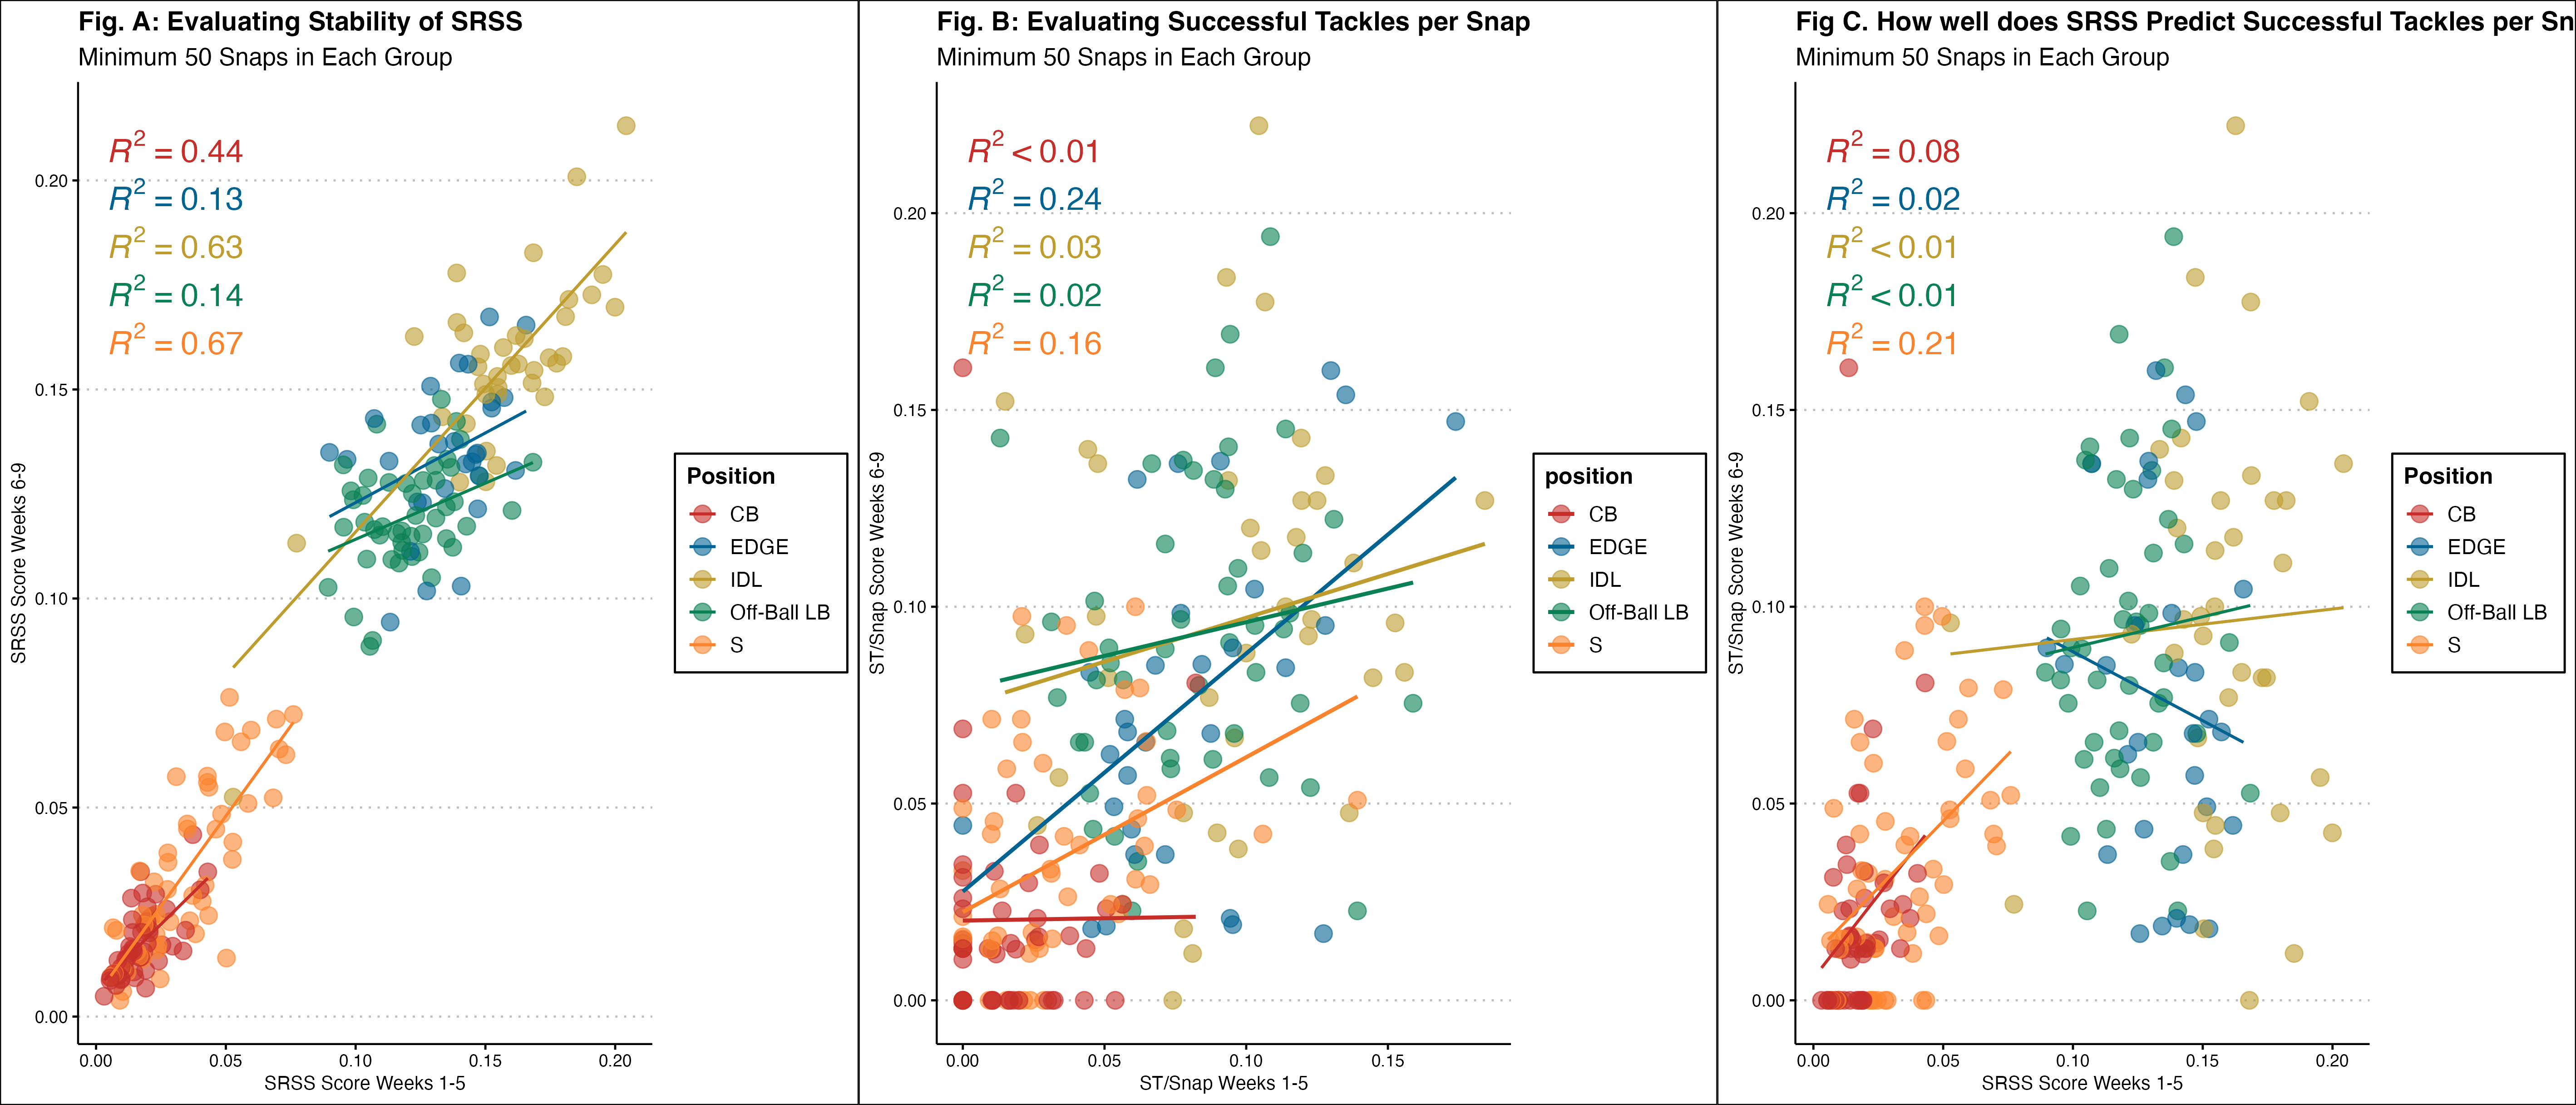 Fig. A: Evaluating Stability of SRSS
Minimum 50 Snaps in Each Group
R² = 0.44
R² = 0.13
R² = 0.63
R² = 0.14
R² = 0.67
0.20
0.15
0.10
0.05
0.00
SRSS Score Weeks 6-9
0.00 0.05 0.10 0.15 0.20
SRSS Score Weeks 1-5
Position
CB
EDGE
IDL
Off-Ball LB
S
Fig. B: Evaluating Successful Tackles per Snap
Minimum 50 Snaps in Each Group
R² < 0.01
R² = 0.24
R² = 0.03
R² = 0.02
R² = 0.16
0.20
0.15
0.10
0.05
0.00
ST/Snap Score Weeks 6-9
0.00 0.05 0.10 0.15
ST/Snap Weeks 1-5
position
CB
EDGE
IDL
Off-Ball LB
S
Fig C. How well does SRSS Predict Successful Tackles per Sn
Minimum 50 Snaps in Each Group
R² = 0.08
R² = 0.02
R² < 0.01
R² < 0.01
R² = 0.21
0.20
0.15
0.10
0.05
0.00
ST/Snap Score Weeks 6-9
0.00 0.05 0.10 0.15 0.20
SRSS Score Weeks 1-5
Position
CB
EDGE
IDL
Off-Ball LB
S